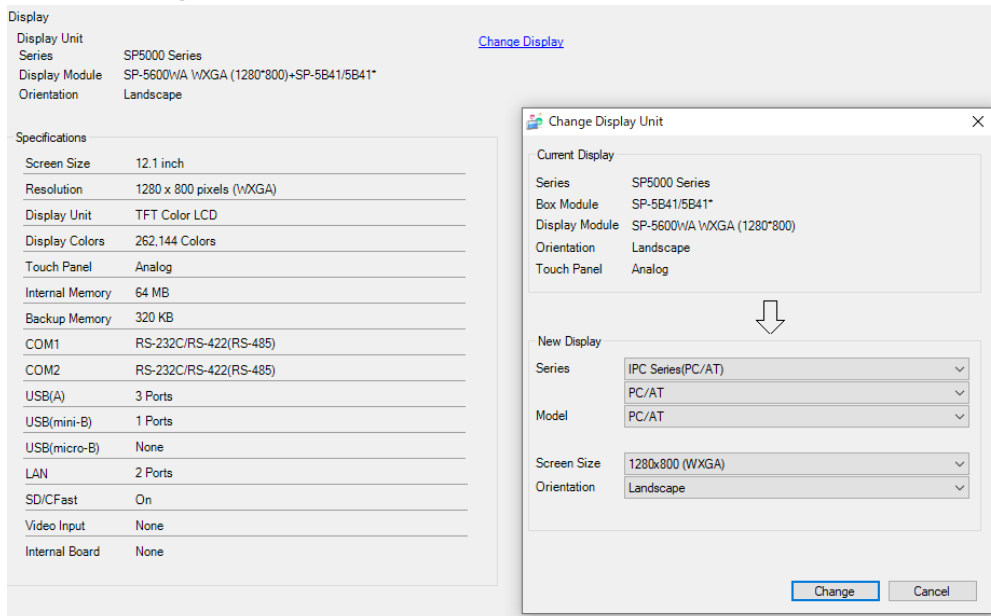 Display
Display Unit
Change Display
Series SP5000 Series
Display Module SP-5600WA WXGA (1280*800)+SP-5B41/5B41*
Orientation Landscape
Specifications
Screen Size 12.1 inch
Resolution 1280 x 800 pixels (WXGA)
Display Unit TFT Color LCD
Display Colors 262,144 Colors
Touch Panel Analog
Internal Memory 64 MB
Backup Memory 320 KB
COM1 RS-232C/RS-422(RS-485)
COM2 RS-232C/RS-422(RS-485)
USB(A) 3 Ports
USB(mini-B) 1 Ports
USB(micro-B) None
LAN 2 Ports
SD/CFast On
Video Input None
Internal Board None
Change Display Unit
Current Display
Series SP5000 Series
Box Module SP-5B41/5B41*
Display Module SP-5600WA WXGA (1280*800)
Orientation Landscape
Touch Panel Analog
New Display
Series IPC Series(PC/AT)
PC/AT
Model PC/AT
Screen Size 1280x800 (WXGA)
Orientation Landscape
Change Cancel